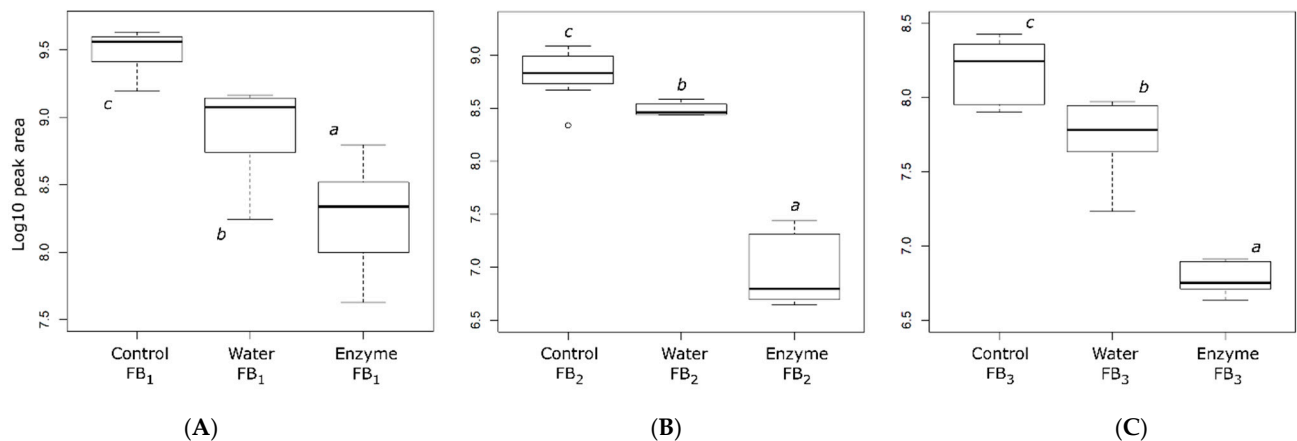 Log10 peak area
9.5
9.0
8.5
8.0
7.5
c
b
a
Control
FB1
Water
FB1
Enzyme
FB1
(A)
9.0
8.5
8.0
7.5
7.0
6.5
c
b
a
Control
FB2
Water
FB2
Enzyme
FB2
(B)
8.5
8.0
7.5
7.0
6.5
c
b
a
Control
FB3
Water
FB3
Enzyme
FB3
(C)